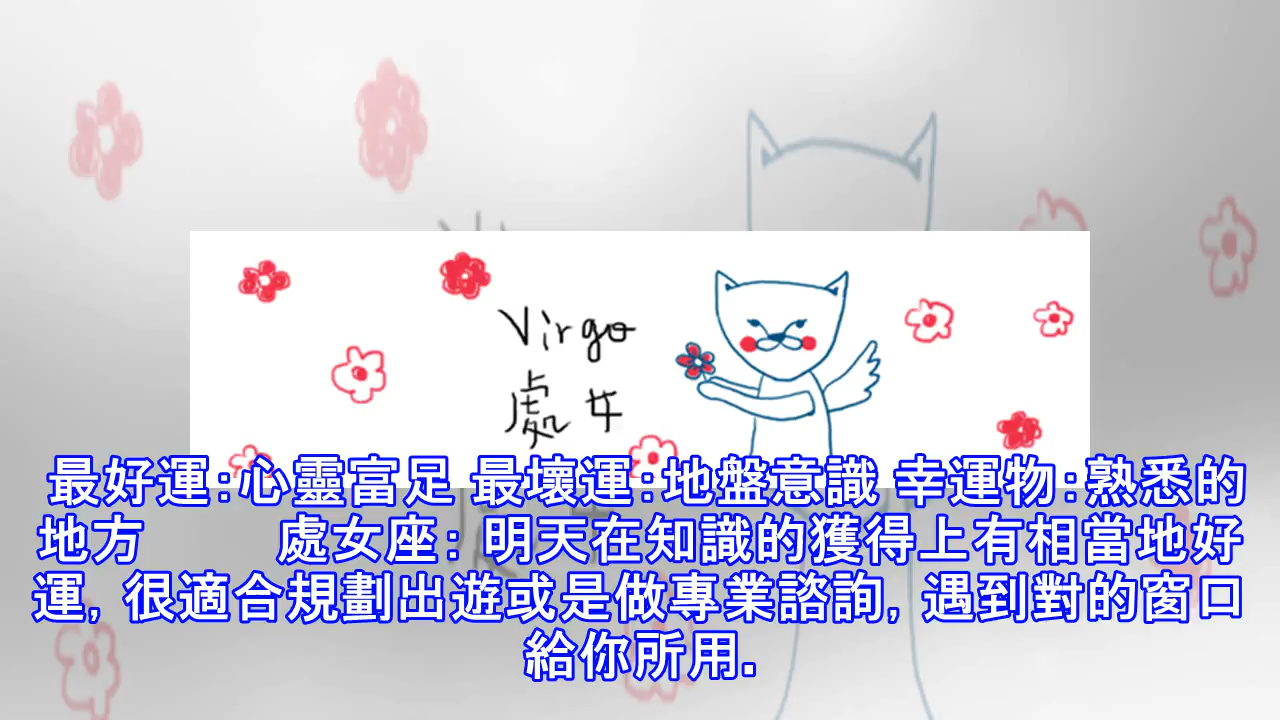 Virgo
處女
最好運:心靈富足 最壞運:地盤意識 幸運物:熟悉的
地方 處女座: 明天在知識的獲得上有相當地好
運, 很適合規劃出遊或是做專業諮詢, 遇到對的窗口
給你所用.